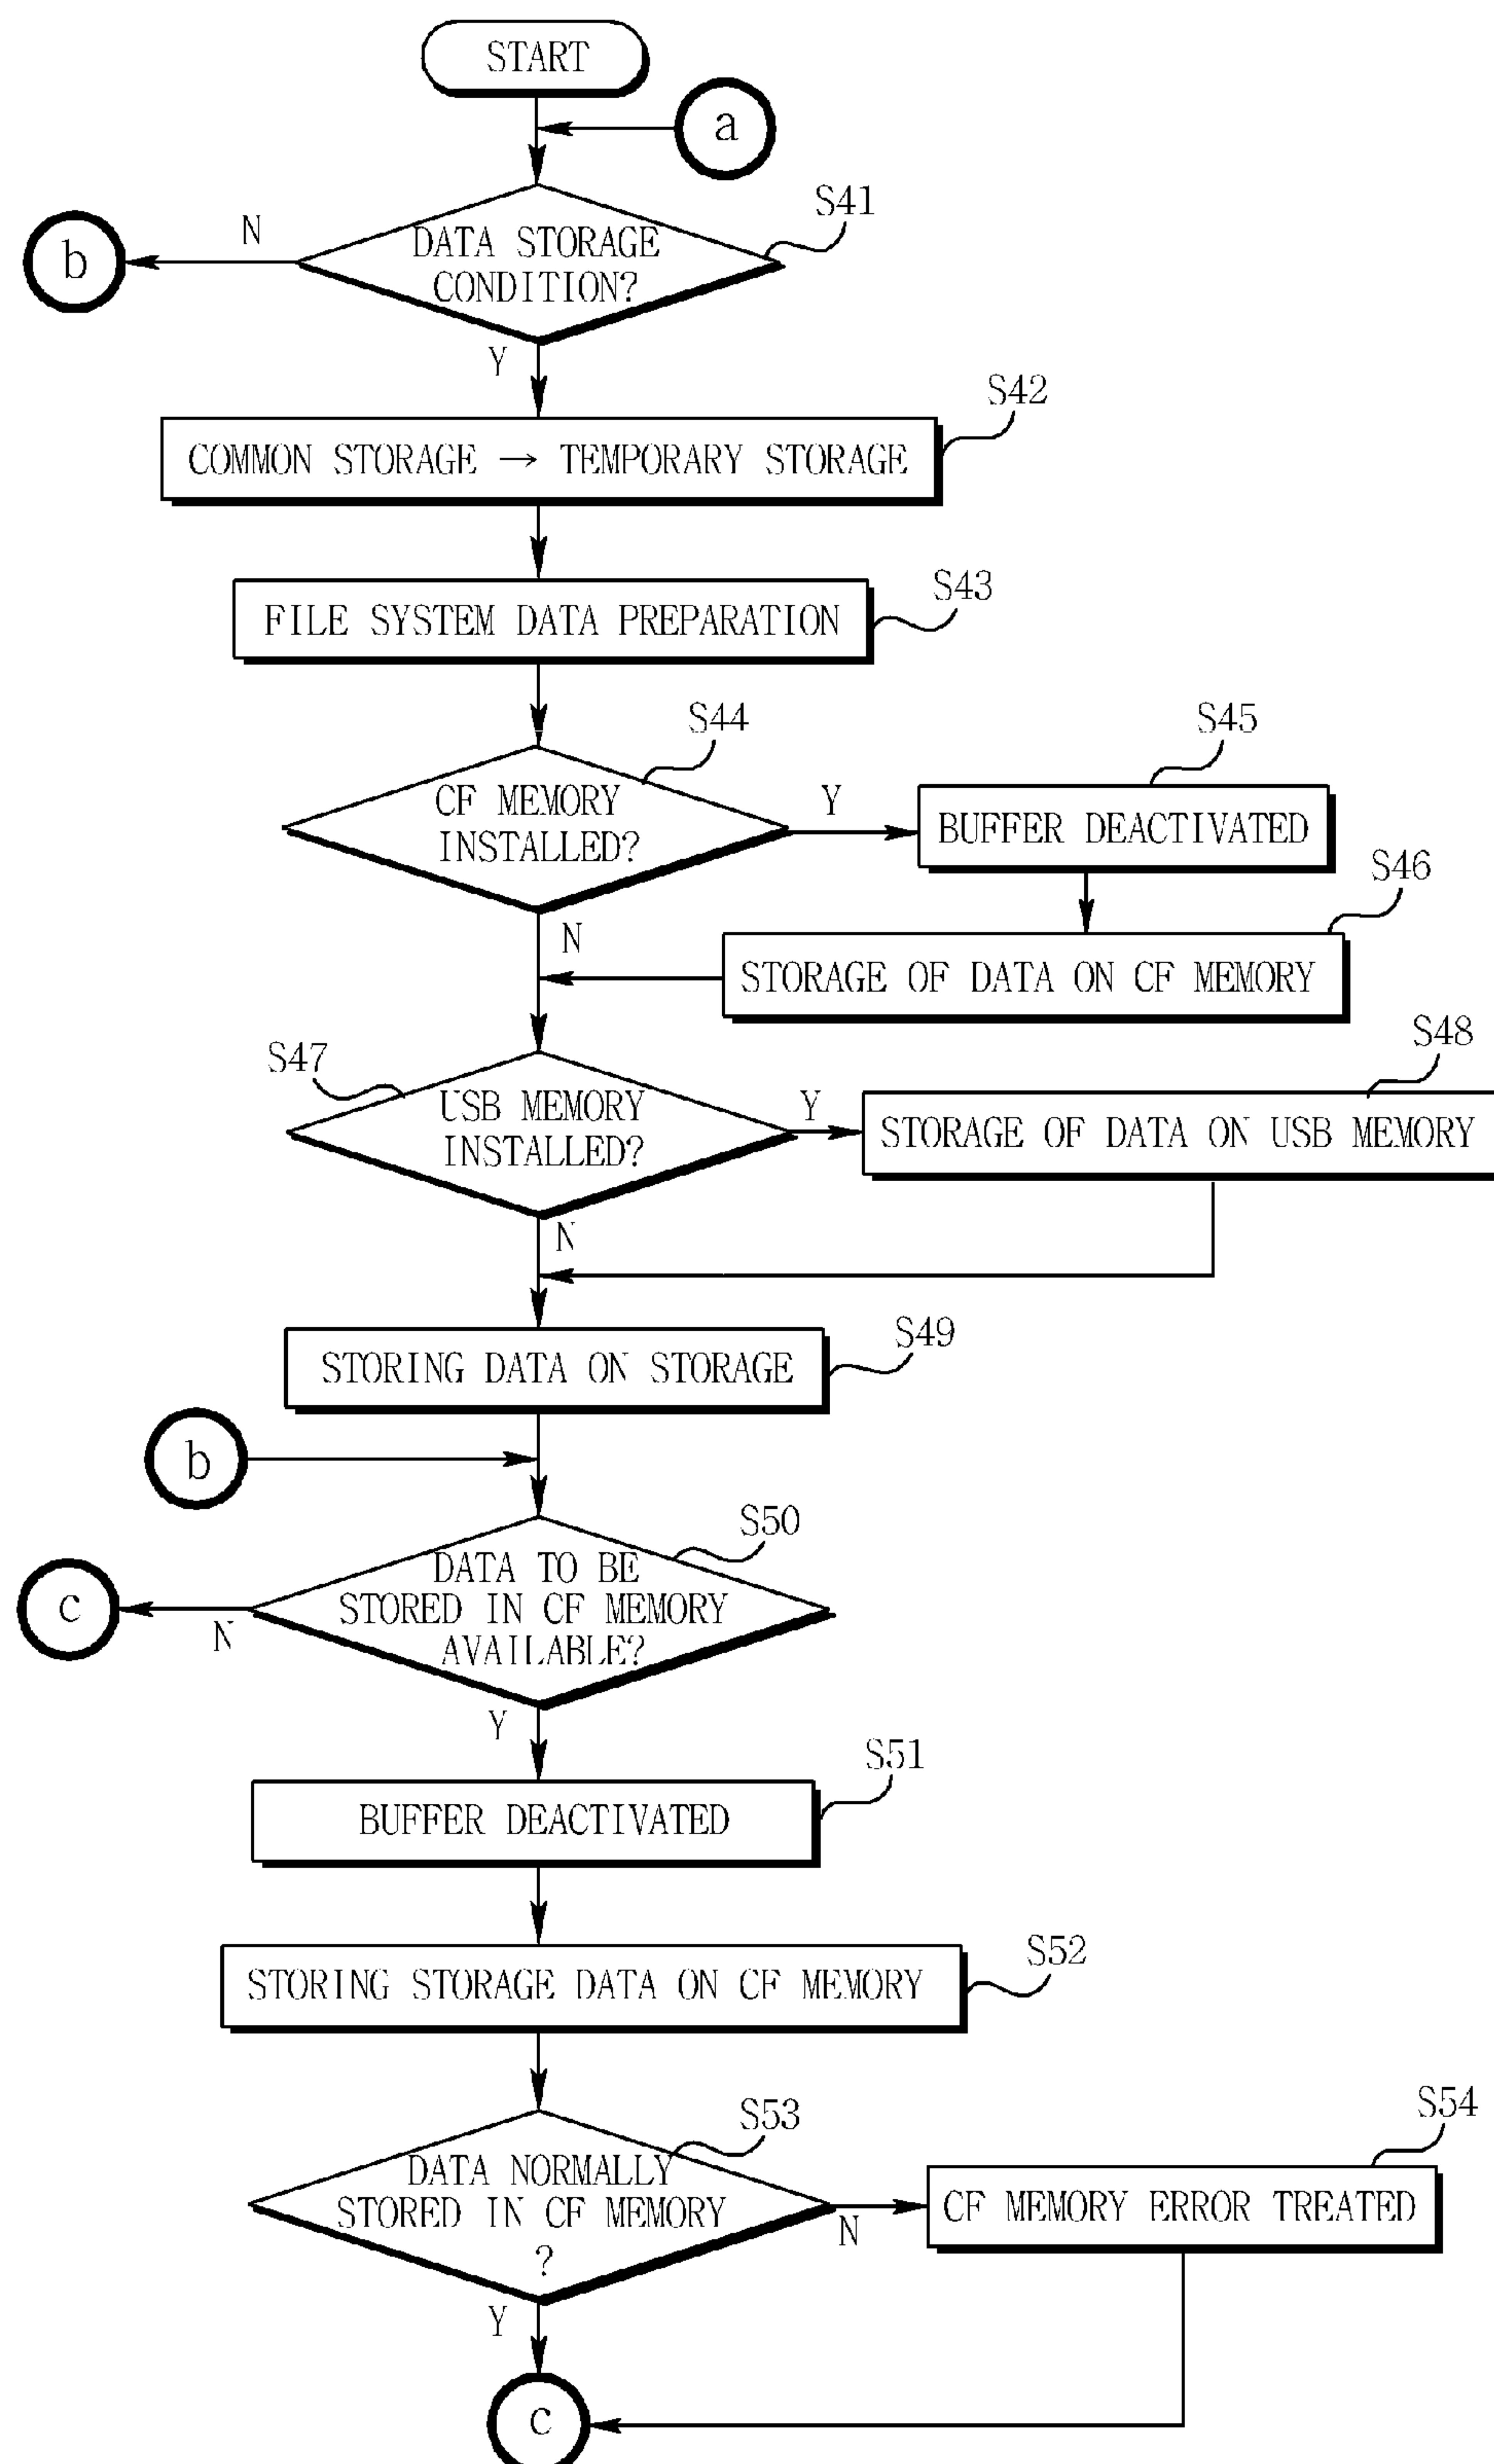 START
a
S41
N
b
DATA STORAGE
CONDITION?
Y
S42
COMMON STORAGE → TEMPORARY STORAGE
S43
FILE SYSTEM DATA PREPARATION
S44
S45
CF MEMORY
INSTALLED?
Y
BUFFER DEACTIVATED
S46
N
STORAGE OF DATA ON CF MEMORY
S47
S48
USB MEMORY
INSTALLED?
Y
STORAGE OF DATA ON USB MEMORY
N
S49
STORING DATA ON STORAGE
b
S50
DATA TO BE
STORED IN CF MEMORY
AVAILABLE?
c
N
Y
S51
BUFFER DEACTIVATED
S52
STORING STORAGE DATA ON CF MEMORY
S53
S54
DATA NORMALLY
STORED IN CF MEMORY
?
N
CF MEMORY ERROR TREATED
Y
c